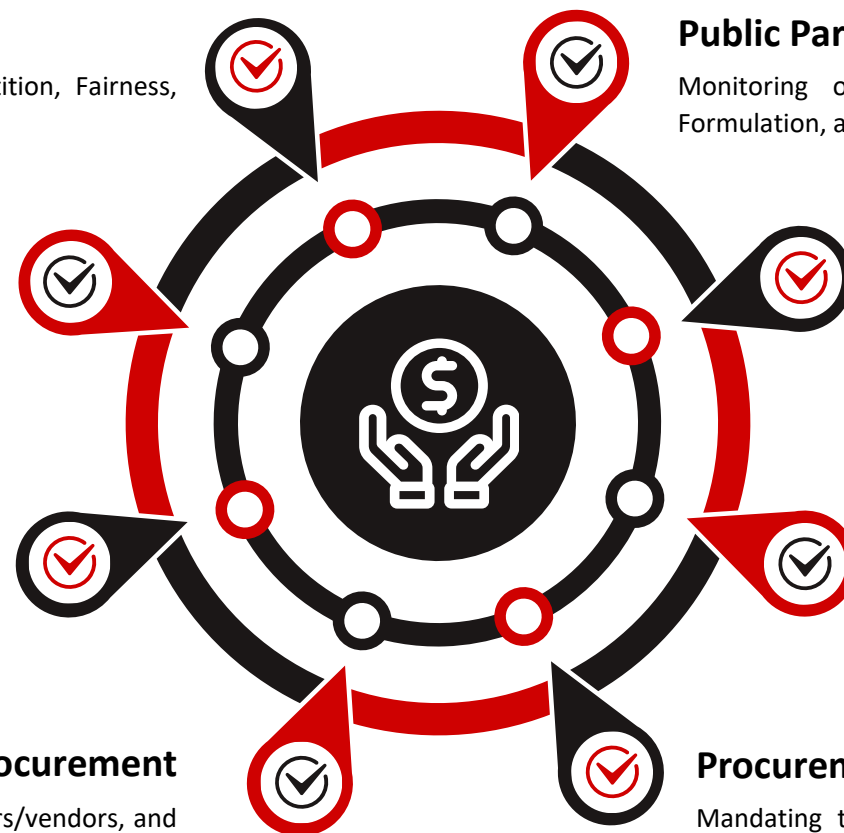 Public Par
ition, Fairness,
Monitoring o
Formulation, a
$
ocurement
rs/vendors, and
Procuren
Mandating t